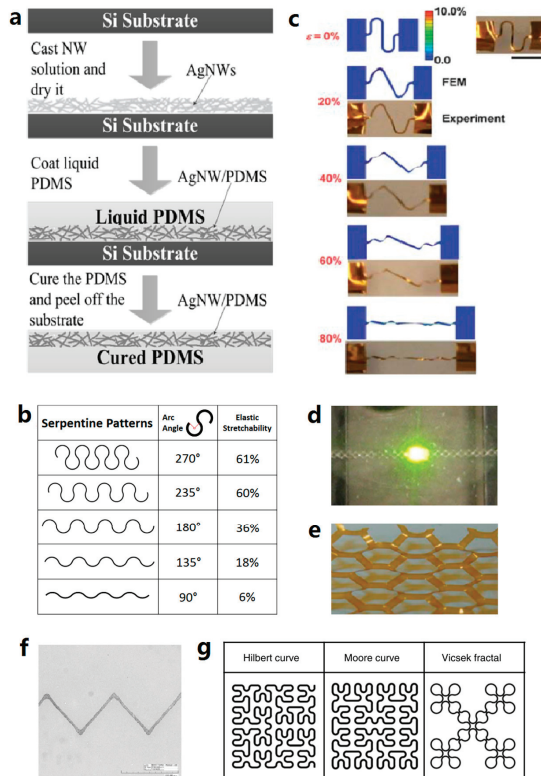 a
Si Substrate
Cast NW
solution and
dry it
AgNWs
Si Substrate
Coat liquid
PDMS
AgNW/PDMS
Liquid PDMS
Si Substrate
Cure the PDMS
and peel off the
substrate
AgNW/PDMS
Cured PDMS
c
ε = 0%
10.0%
0.0
FEM
20%
Experiment
40%
60%
80%
b
Serpentine Patterns
Arc
Angle
Elastic
Stretchability
270°
61%
235°
60%
180°
36%
135°
18%
90°
6%
d
e
f
g
Hilbert curve
Moore curve
Vicsek fractal